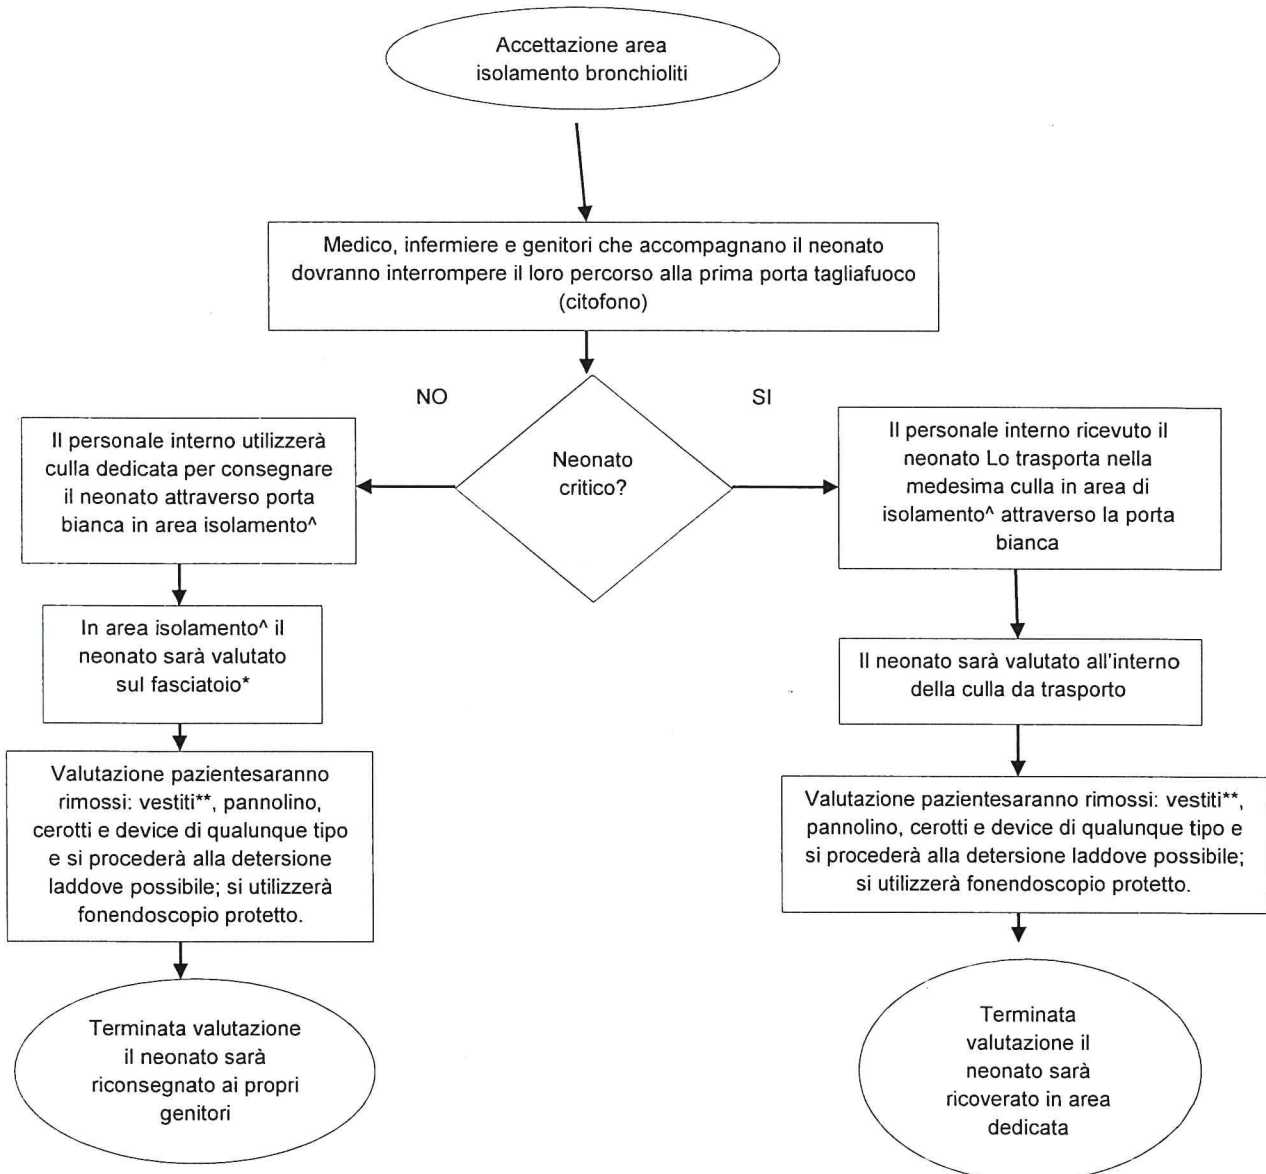 Accettazione area
isolamento bronchioliti
Medico, infermiere e genitori che accompagnano il neonato
dovranno interrompere il loro percorso alla prima porta tagliafuoco
(citofono)
NO
SI
Neonato
critico?
Il personale interno utilizzerà
culla dedicata per consegnare
il neonato attraverso porta
bianca in area isolamento^
In area isolamento^ il
neonato sarà valutato
sul fasciatoio*
Valutazione pazientesaranno
rimossi: vestiti**, pannolino,
cerotti e device di qualunque tipo
e si procederà alla detersione
laddove possibile; si utilizzerà
fonendoscopio protetto.
Terminata valutazione
il neonato sarà
riconsegnato ai propri
genitori
Il personale interno ricevuto il
neonato Lo trasporta nella
medesima culla in area di
isolamento^ attraverso la porta
bianca
Il neonato sarà valutato all'interno
della culla da trasporto
Valutazione pazientesaranno rimossi: vestiti**,
pannolino, cerotti e device di qualunque tipo e
si procederà alla detersione laddove possibile;
si utilizzerà fonendoscopio protetto.
Terminata
valutazione il
neonato sarà
ricoverato in area
dedicata